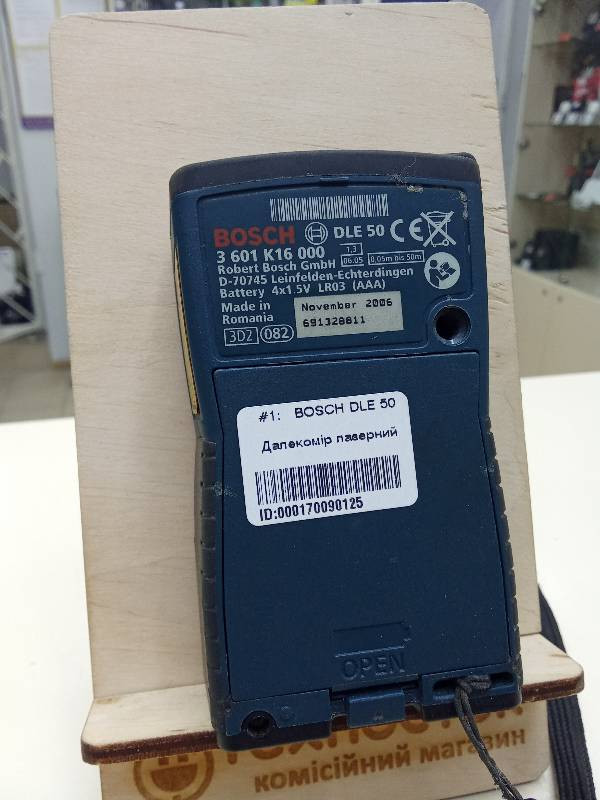 BOSCH BOSCH DLE 50 CE
3 601 K16 000
1,3
06.05
0,05m bis 50m
Robert Bosch GmbH
D-70745 Leinfelden-Echterdingen
Battery 4x1.5V LR03 (AAA)
Made in
Romania
November 2006
691328811
3D2 082
#1: BOSCH DLE 50
Далекомір лазерний
ID:000170090125
OPEN
комісійний магазин